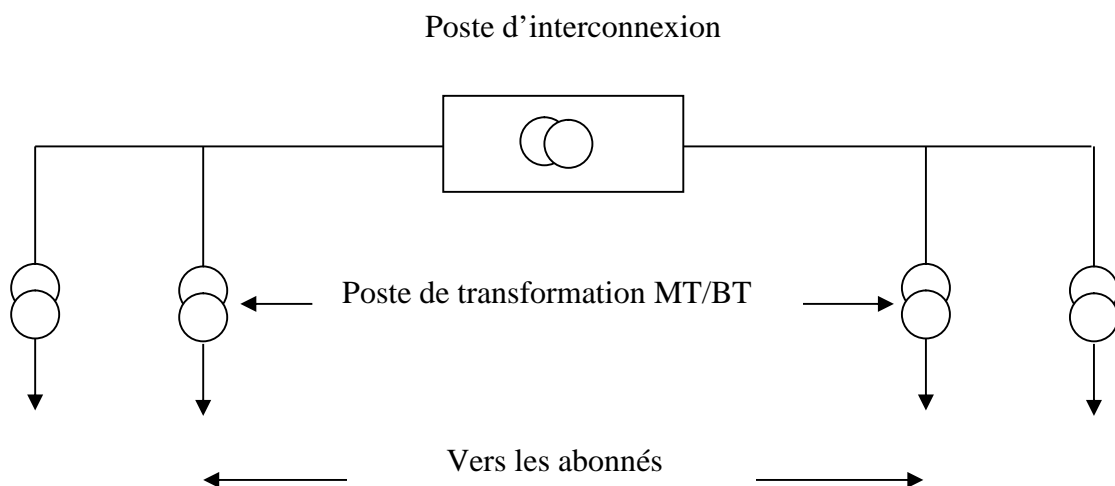 Poste d’interconnexion
Poste de transformation MT/BT
Vers les abonnés